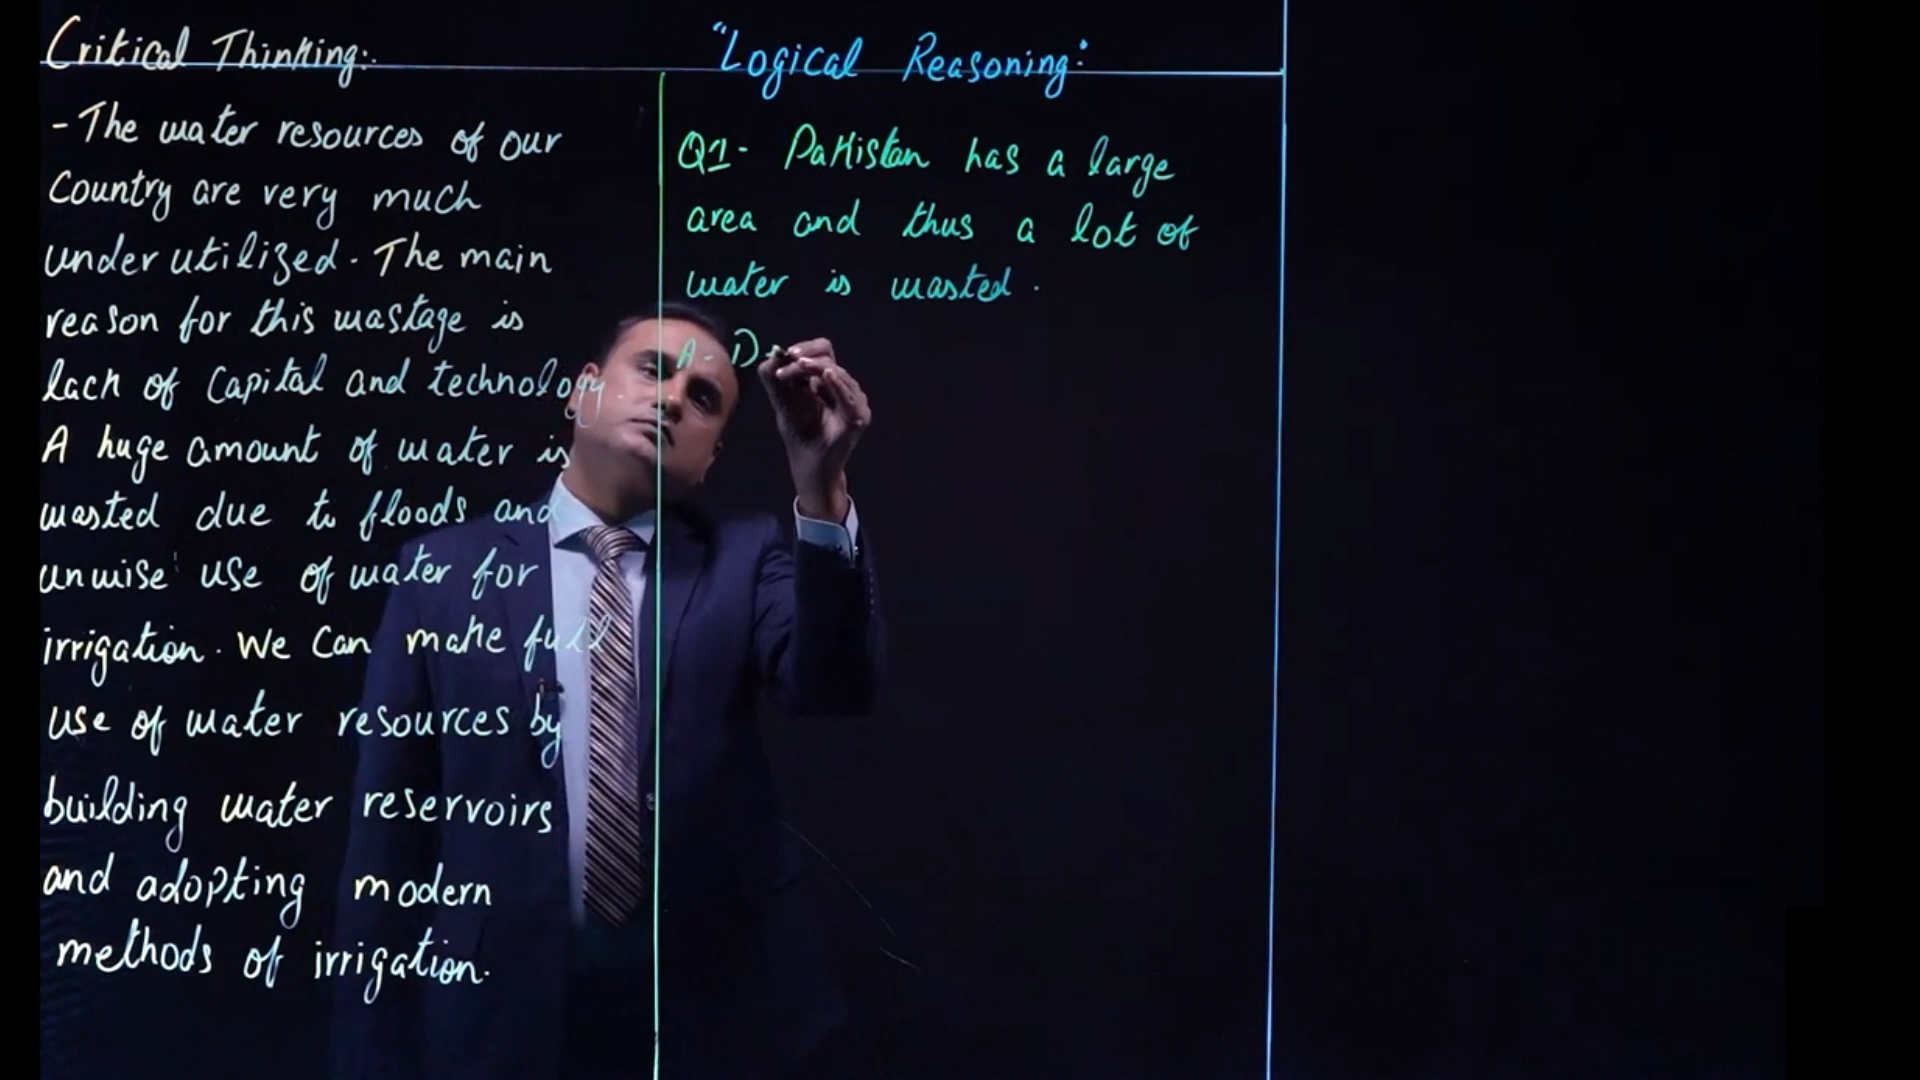 Critical Thinking:
- The water resources of our
Country are very much
under utilized. The main
reason for this wastage is
lack of Capital and technology.
A huge amount of water is
wasted due to floods and
unwise use of water for
irrigation. We Can make full
use of water resources by
building water reservoirs
and adopting modern
methods of irrigation.
"Logical Reasoning:"
Q1- Pakistan has a large
area and thus a lot of
water is wasted.
A.